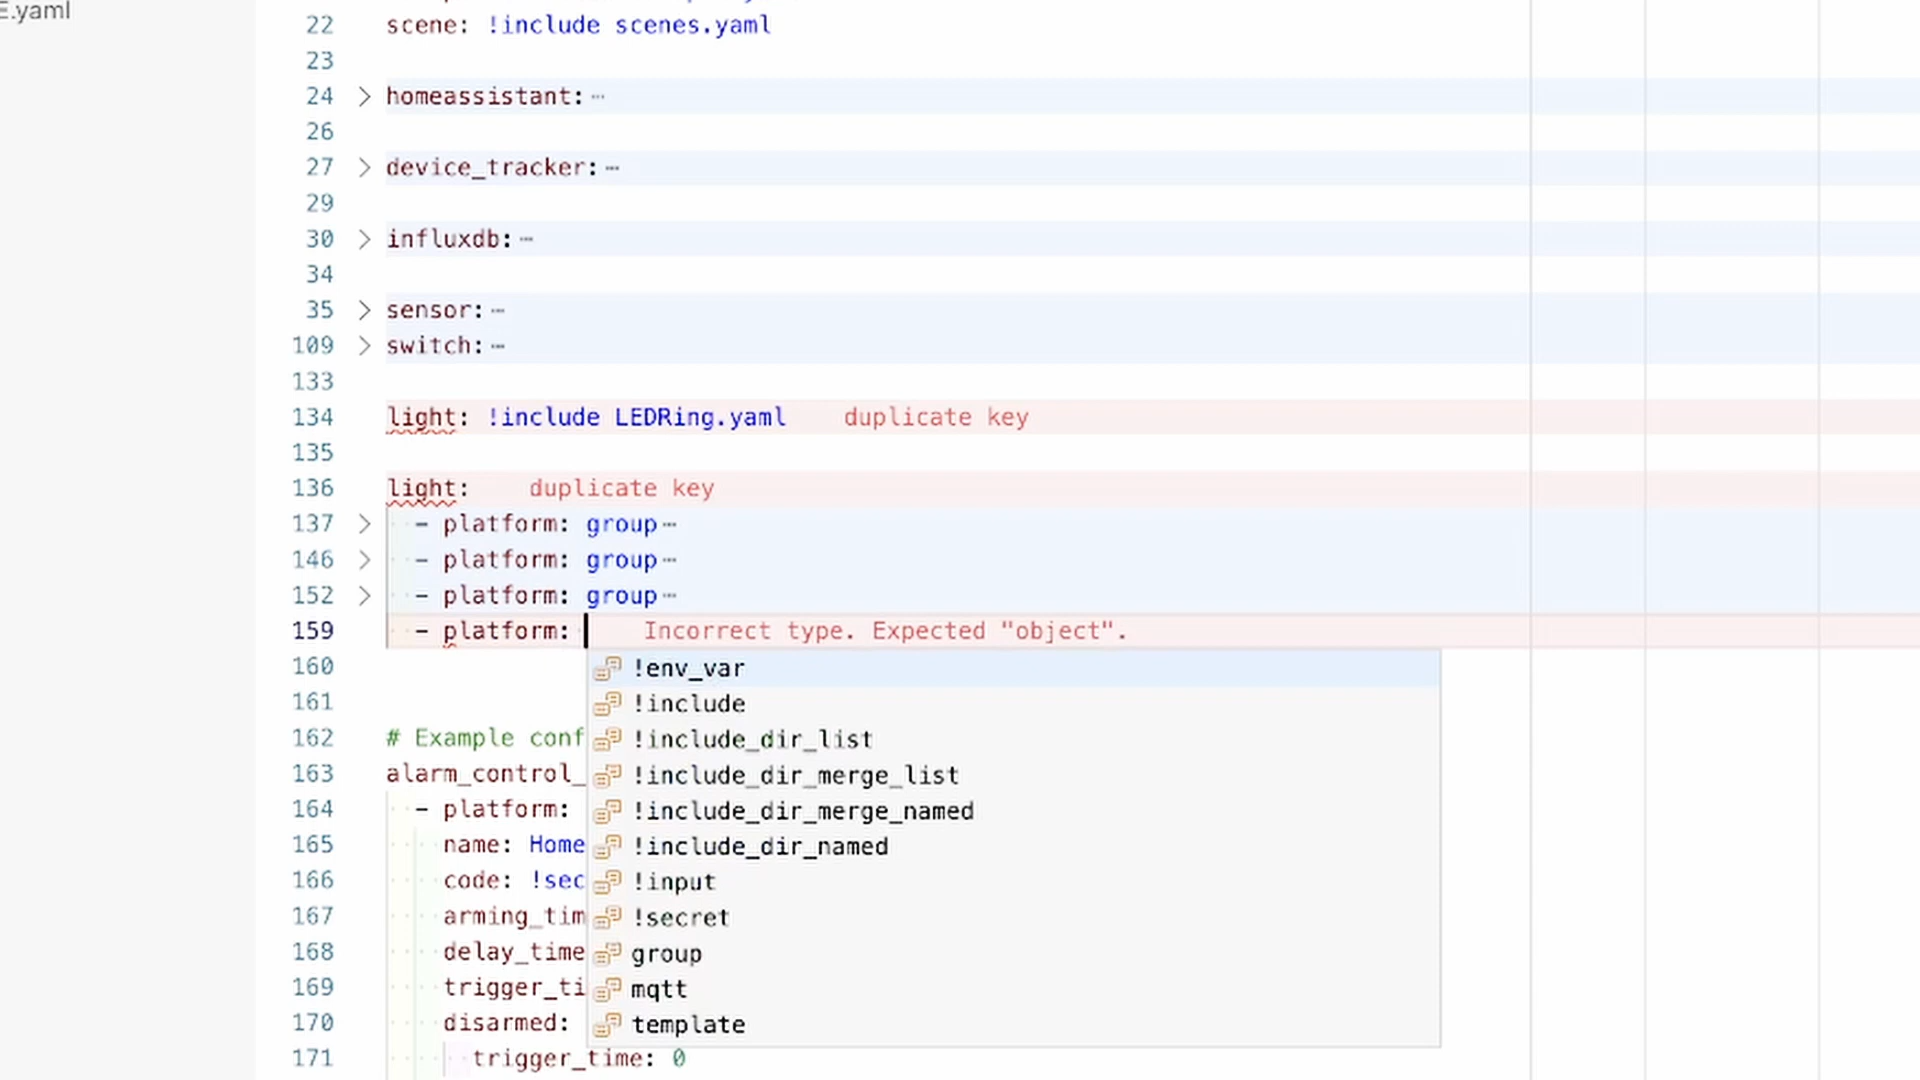 E.yaml
22 scene: !include scenes.yaml
23
24 homeassistant:
26
27 device_tracker:
29
30 influxdb:
34
35 sensor:
109 switch:
133
134 light: !include LEDRing.yaml duplicate key
135
136 light: duplicate key
137 - platform: group
146 - platform: group
152 - platform: group
159 - platform: Incorrect type. Expected "object".
160 !env_var
161 !include
162 # Example conf !include_dir_list
163 alarm_control_ !include_dir_merge_list
164 - platform: !include_dir_merge_named
165 name: Home !include_dir_named
166 code: !sec !input
167 arming_tim !secret
168 delay_time group
169 trigger_ti mqtt
170 disarmed: template
171 trigger_time: 0